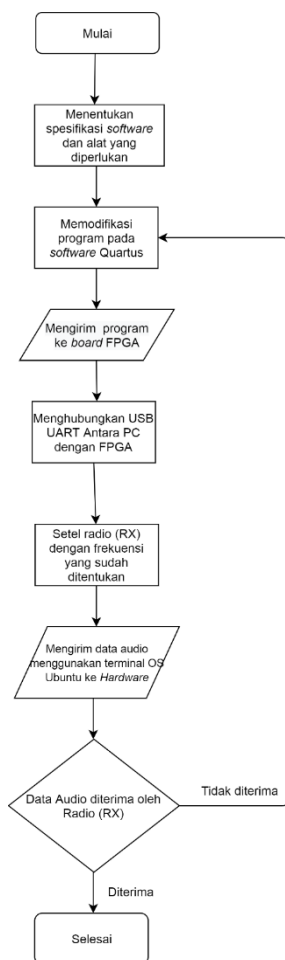 Mulai
Menentukan
spesifikasi software
dan alat yang
diperlukan
Memodifikasi
program pada
software Quartus
Mengirim program
ke board FPGA
Menghubungkan USB
UART Antara PC
dengan FPGA
Setel radio (RX)
dengan frekuensi
yang sudah
ditentukan
Mengirim data audio
menggunakan terminal OS
Ubuntu ke Hardware
Data Audio diterima oleh
Radio (RX)
Tidak diterima
Diterima
Selesai